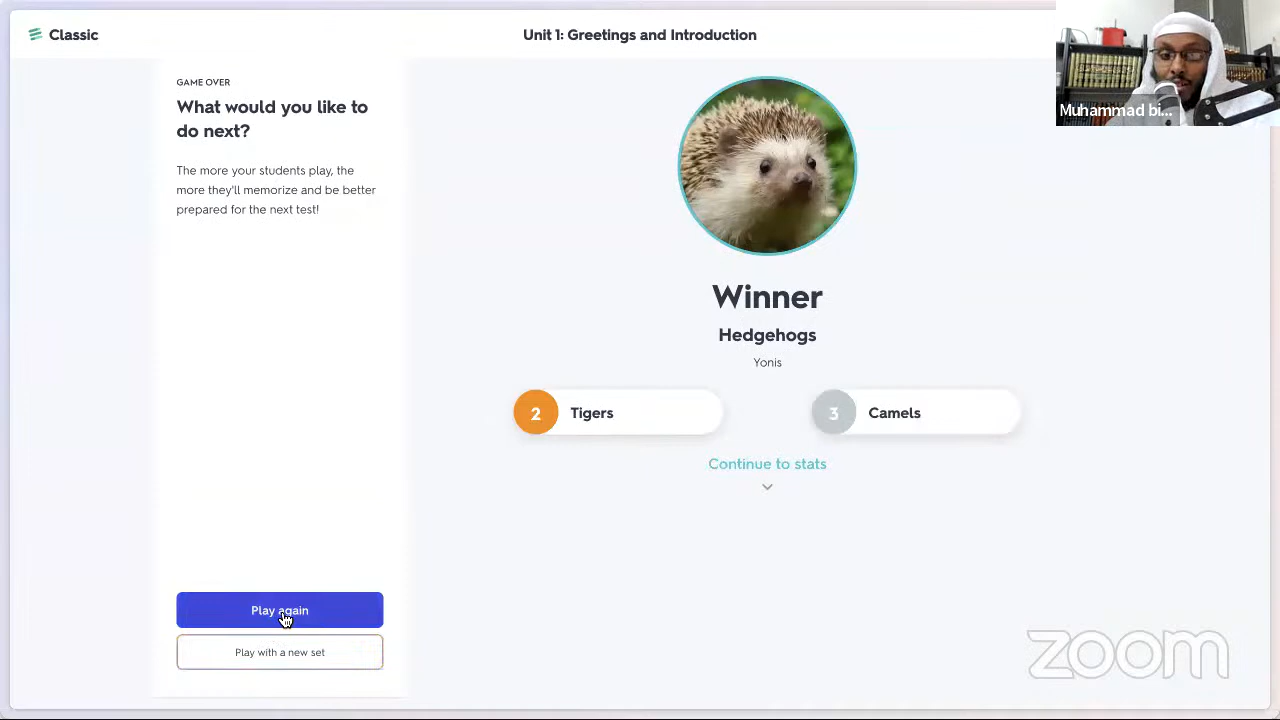 Classic
Unit 1: Greetings and Introduction
Muhammad bi...
GAME OVER
What would you like to
do next?
The more your students play, the
more they'll memorize and be better
prepared for the next test!
Winner
Hedgehogs
Yonis
2 Tigers
3 Camels
Continue to stats
Play again
Play with a new set
zoom